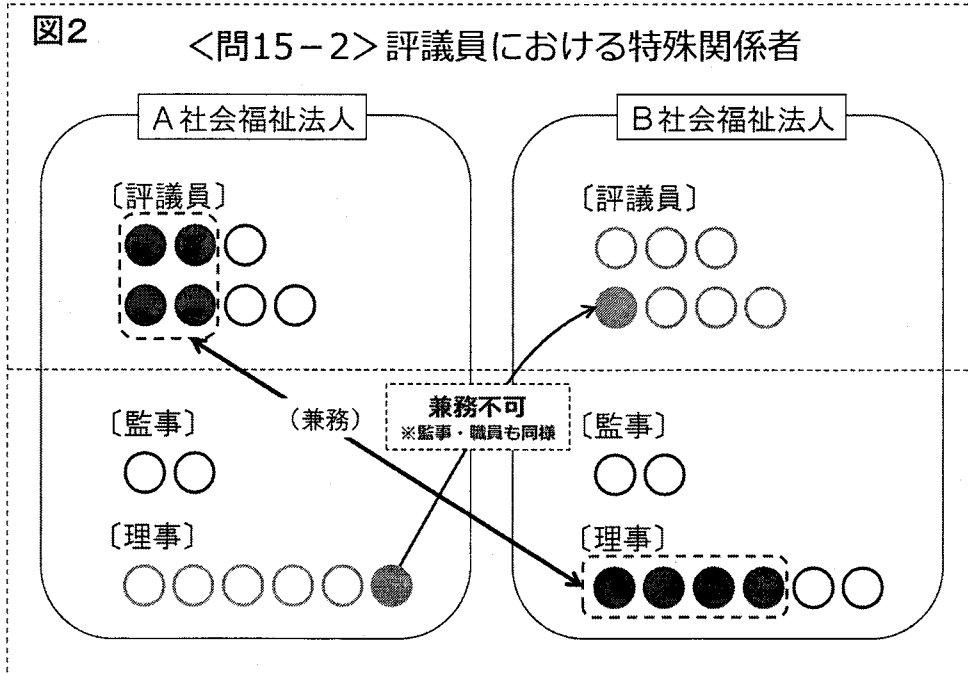 図2
<問15-2>評議員における特殊関係者
A社会福祉法人
B社会福祉法人
〔評議員〕
〔評議員〕
兼務不可
※監事・職員も同様
〔監事〕
(兼務)
〔監事〕
〔理事〕
〔理事〕